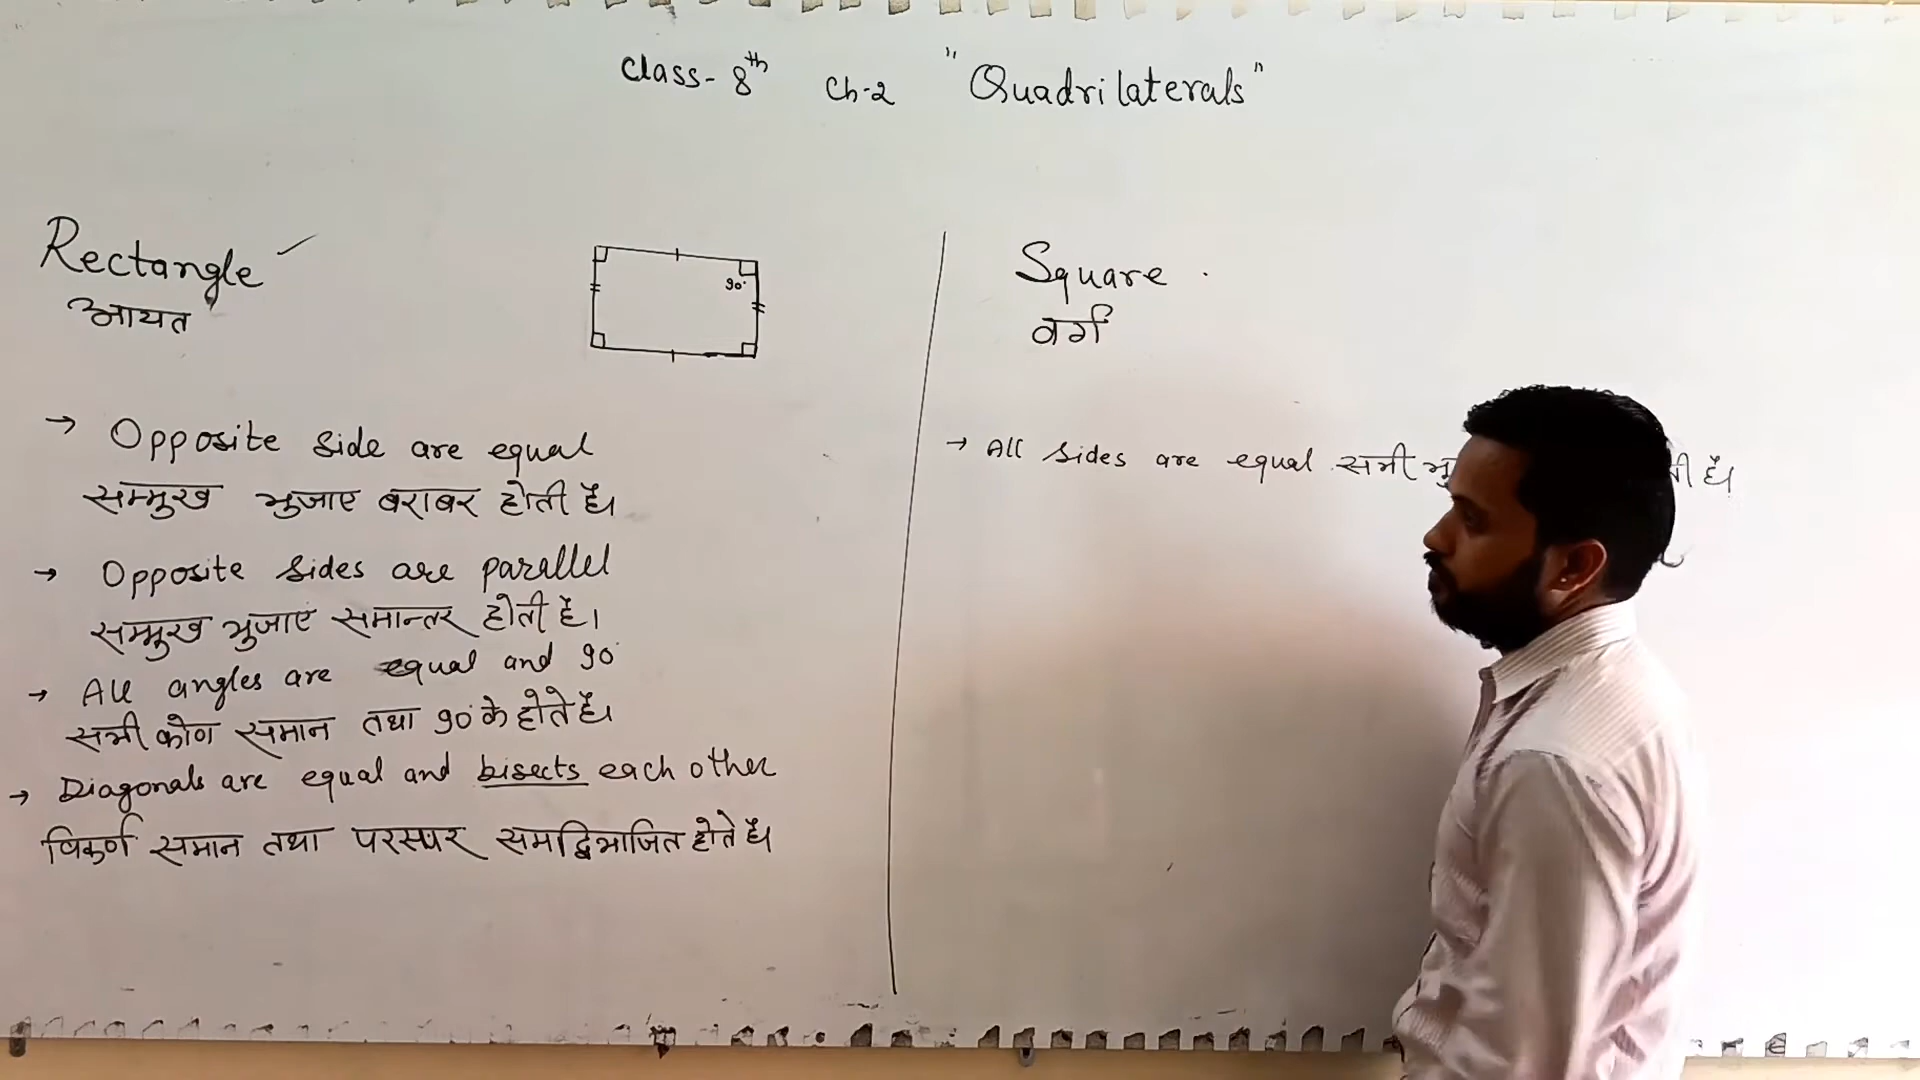 Class - 8th Ch-2 "Quadrilaterals"
Rectangle
आयत
90°
→ Opposite side are equal
सम्मुख भुजाए बराबर होती हैं।
→ Opposite sides are parallel
सम्मुख भुजाएं समान्तर होती हैं।
→ All angles are equal and 90°
सभी कोण समान तथा 90° के होते हैं।
→ Diagonals are equal and bisects each other
विकर्ण समान तथा परस्पर समद्विभाजित होते हैं।
Square
वर्ग
→ All sides are equal सभी हैं।